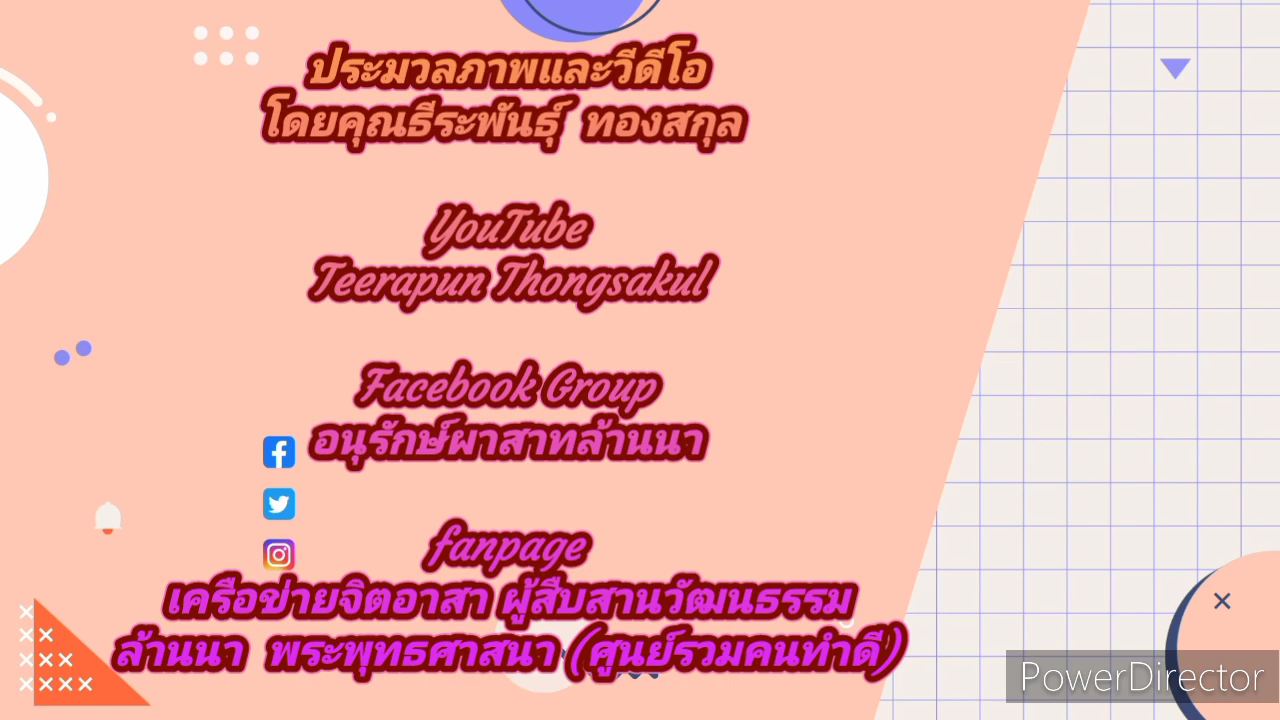 ประมวลภาพและวีดีโอ
โดยคุณธีระพันธุ์ ทองสกุล
YouTube
Teerapun Thongsakul
Facebook Group
อนุรักษ์ผาสาทล้านนา
fanpage
เครือข่ายจิตอาสา ผู้สืบสานวัฒนธรรม
ล้านนา พระพุทธศาสนา (ศูนย์รวมคนทำดี)
PowerDirector